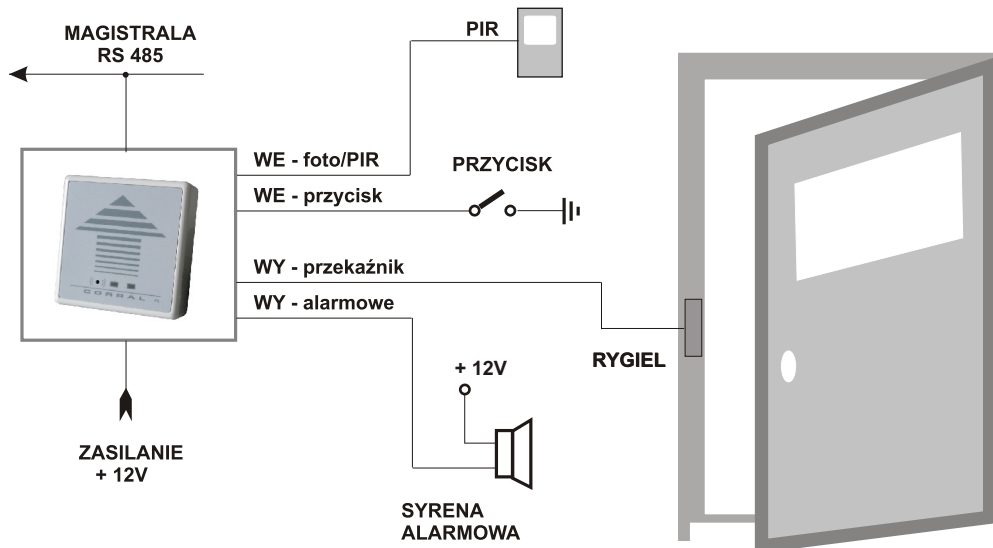 MAGISTRALA
RS 485
PIR
WE - foto/PIR
PRZYCISK
WE - przycisk
WY - przekaźnik
WY - alarmowe
CORRAL
RYGIEL
+ 12V
ZASILANIE
+ 12V
SYRENA
ALARMOWA